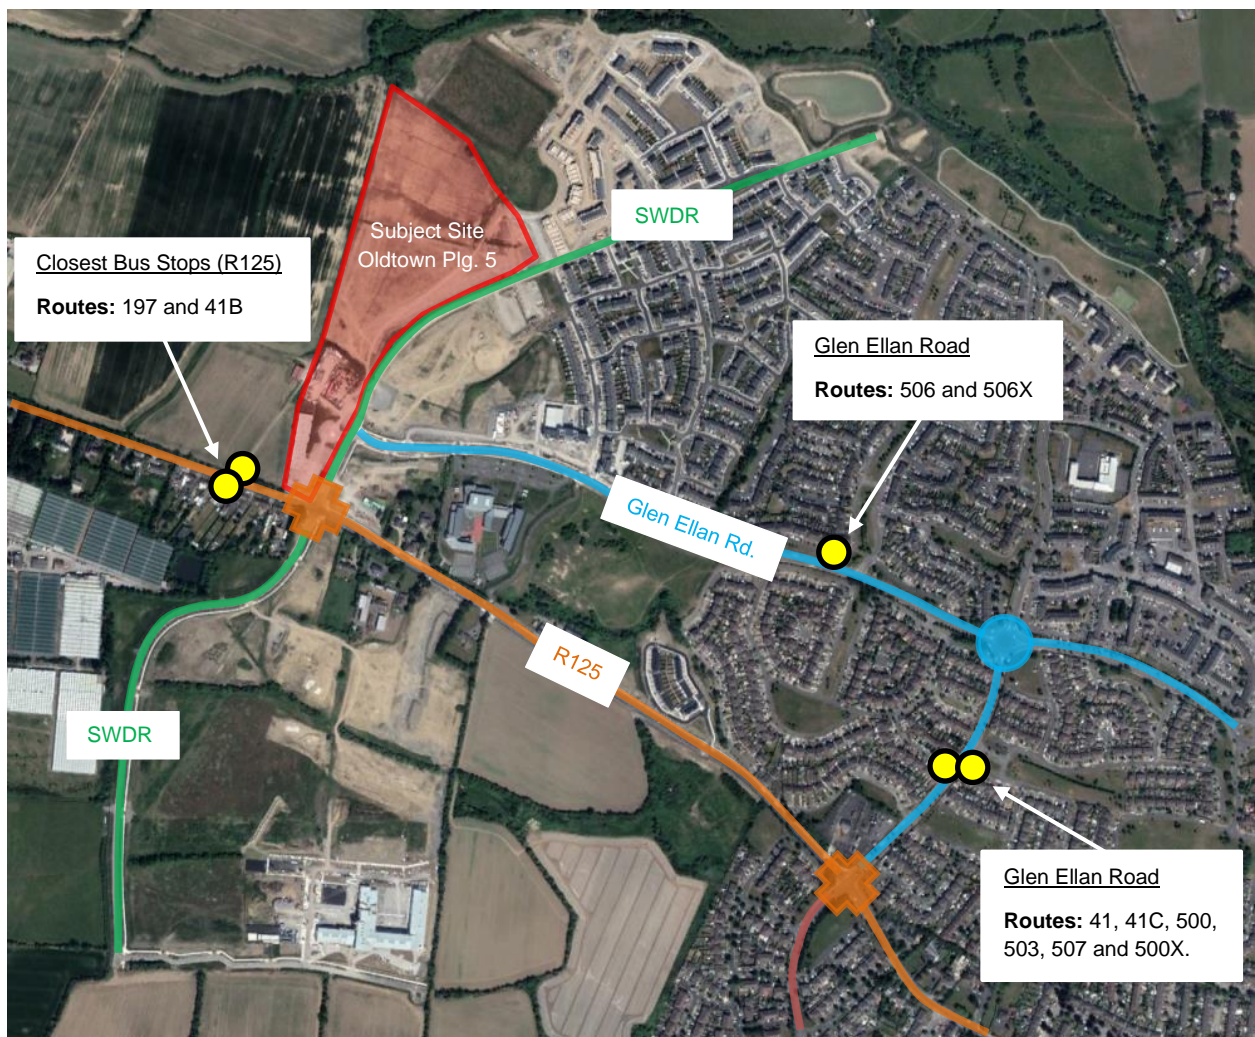 SWDR
Subject Site
Oldtown Plg. 5
Closest Bus Stops (R125)
Routes: 197 and 41B
Glen Ellan Road
Routes: 506 and 506X
Glen Ellan Rd.
R125
SWDR
Glen Ellan Road
Routes: 41, 41C, 500,
503, 507 and 500X.